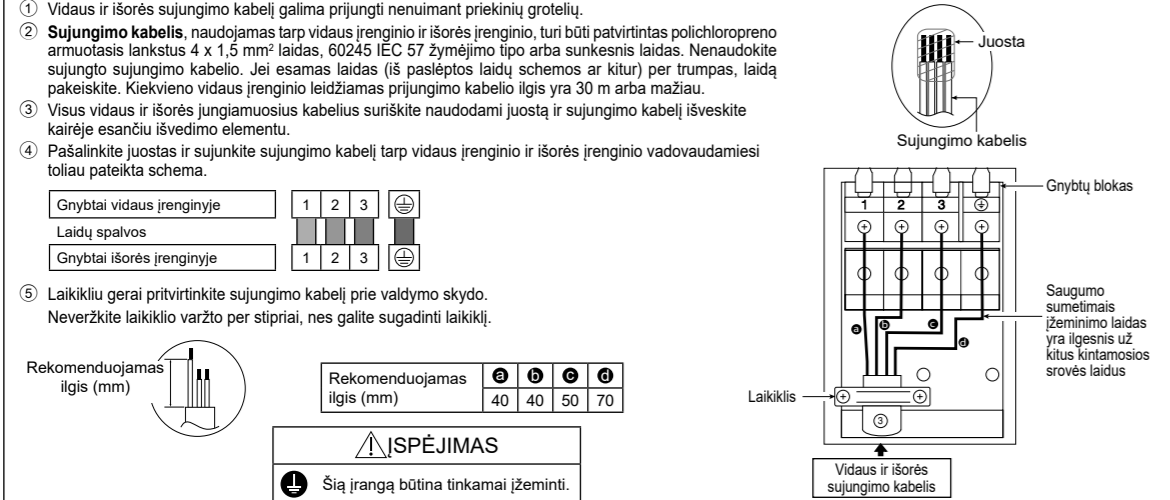 ① Vidaus ir išorės sujungimo kabelį galima prijungti nenuimant priekinių grotelių.
② Sujungimo kabelis, naudojamas tarp vidaus įrenginio ir išorės įrenginio, turi būti patvirtintas polichloropreno
armuotasis lankstus 4 x 1,5 mm² laidas, 60245 IEC 57 žymėjimo tipo arba sunkesnis laidas. Nenaudokite
sujungto sujungimo kabelio. Jei esamas laidas (iš paslėptos laidų schemos ar kitur) per trumpas, laidą
pakeiskite. Kiekvieno vidaus įrenginio leidžiamas prijungimo kabelio ilgis yra 30 m arba mažiau.
③ Visus vidaus ir išorės jungiamuosius kabelius suriškite naudodami juostą ir sujungimo kabelį išveskite
kairėje esančiu išvedimo elementu.
④ Pašalinkite juostas ir sujunkite sujungimo kabelį tarp vidaus įrenginio ir išorės įrenginio vadovaudamiesi
toliau pateikta schema.
Gnybtai vidaus įrenginyje 1 2 3
Laidų spalvos
Gnybtai išorės įrenginyje 1 2 3
⑤ Laikikliu gerai pritvirtinkite sujungimo kabelį prie valdymo skydo.
Neveržkite laikiklio varžto per stipriai, nes galite sugadinti laikiklį.
Rekomenduojamas
ilgis (mm)
Rekomenduojamas
ilgis (mm)
a b c d
40 40 50 70
ĮSPĖJIMAS
Šią įrangą būtina tinkamai įžeminti.
Juosta
Sujungimo kabelis
Gnybtų blokas
1 2 3
a b c d
Saugumo
sumetimais
įžeminimo laidas
yra ilgesnis už
kitus kintamosios
srovės laidus
Laikiklis
③
Vidaus ir išorės
sujungimo kabelis